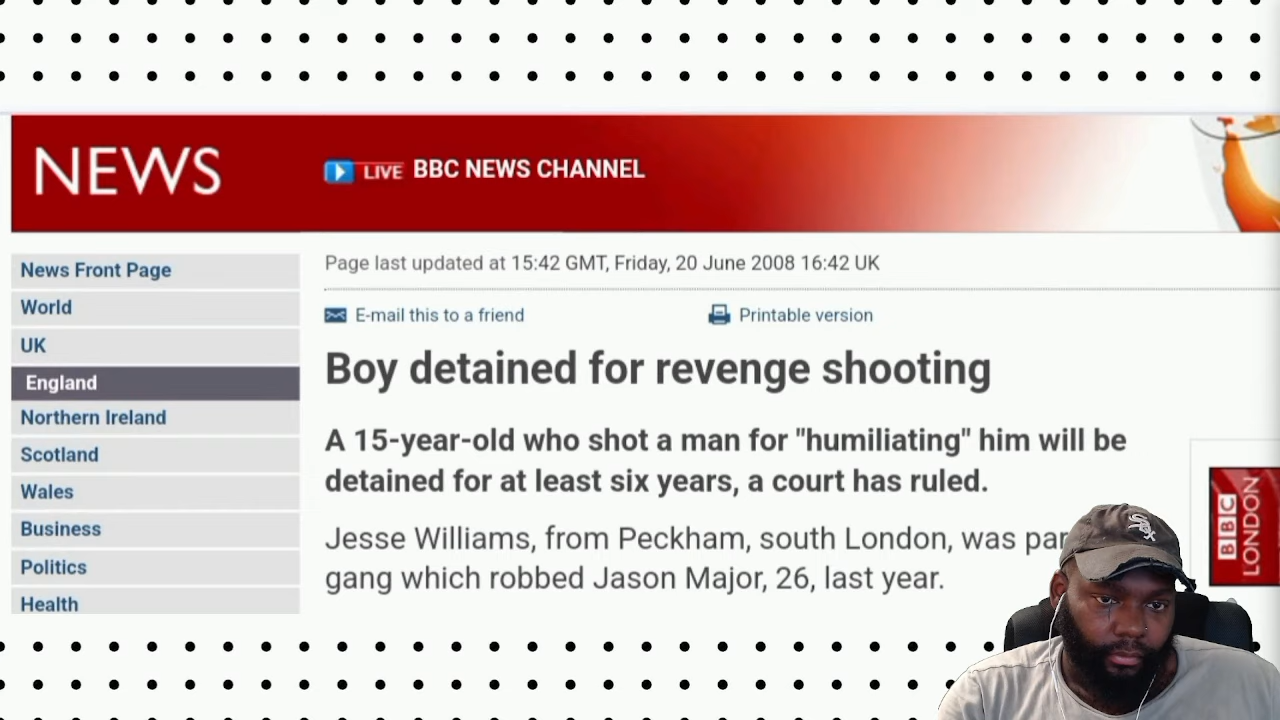 NEWS
LIVE BBC NEWS CHANNEL
News Front Page
World
UK
England
Northern Ireland
Scotland
Wales
Business
Politics
Health
Page last updated at 15:42 GMT, Friday, 20 June 2008 16:42 UK
E-mail this to a friend
Printable version
Boy detained for revenge shooting
A 15-year-old who shot a man for "humiliating" him will be
detained for at least six years, a court has ruled.
Jesse Williams, from Peckham, south London, was
gang which robbed Jason Major, 26, last year.
BBC
LONDON